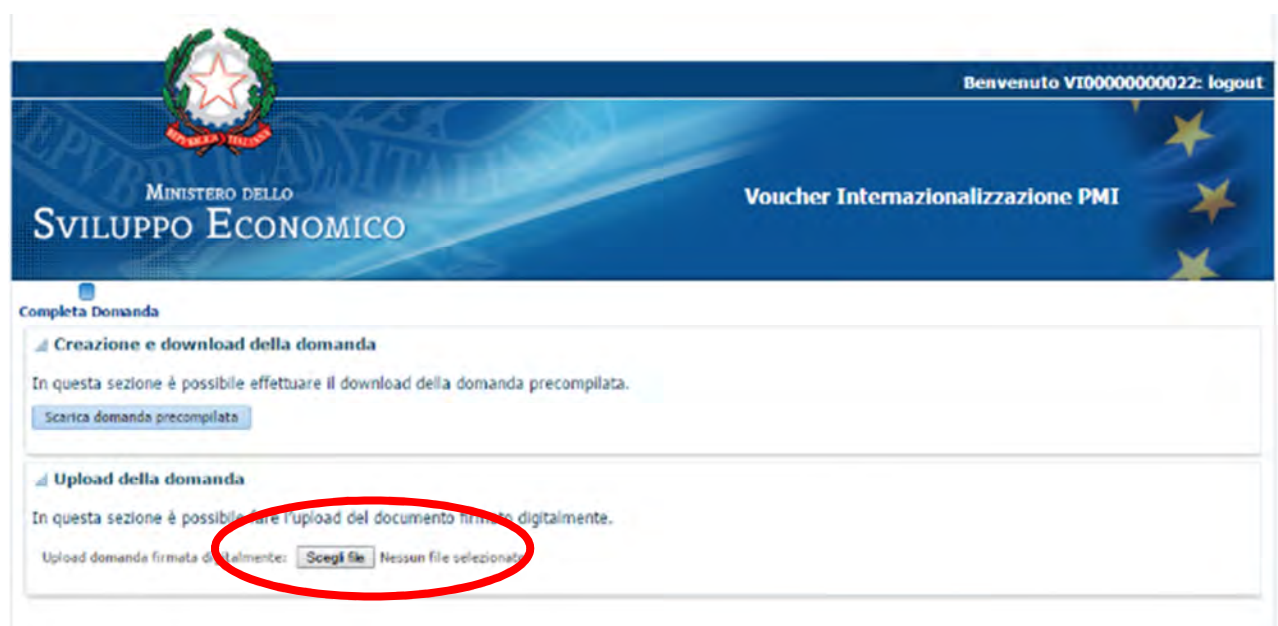 Benvenuto VI00000000022: logout
REPVBBLICA ITALIANA
MINISTERO DELLO
SVILUPPO ECONOMICO
Voucher Internazionalizzazione PMI
Completa Domanda
Creazione e download della domanda
In questa sezione è possibile effettuare il download della domanda precompilata.
Scarica domanda precompilata
Upload della domanda
In questa sezione è possibile fare l'upload del documento firmato digitalmente.
Upload domanda firmata digitalmente: Scegli file Nessun file selezionato